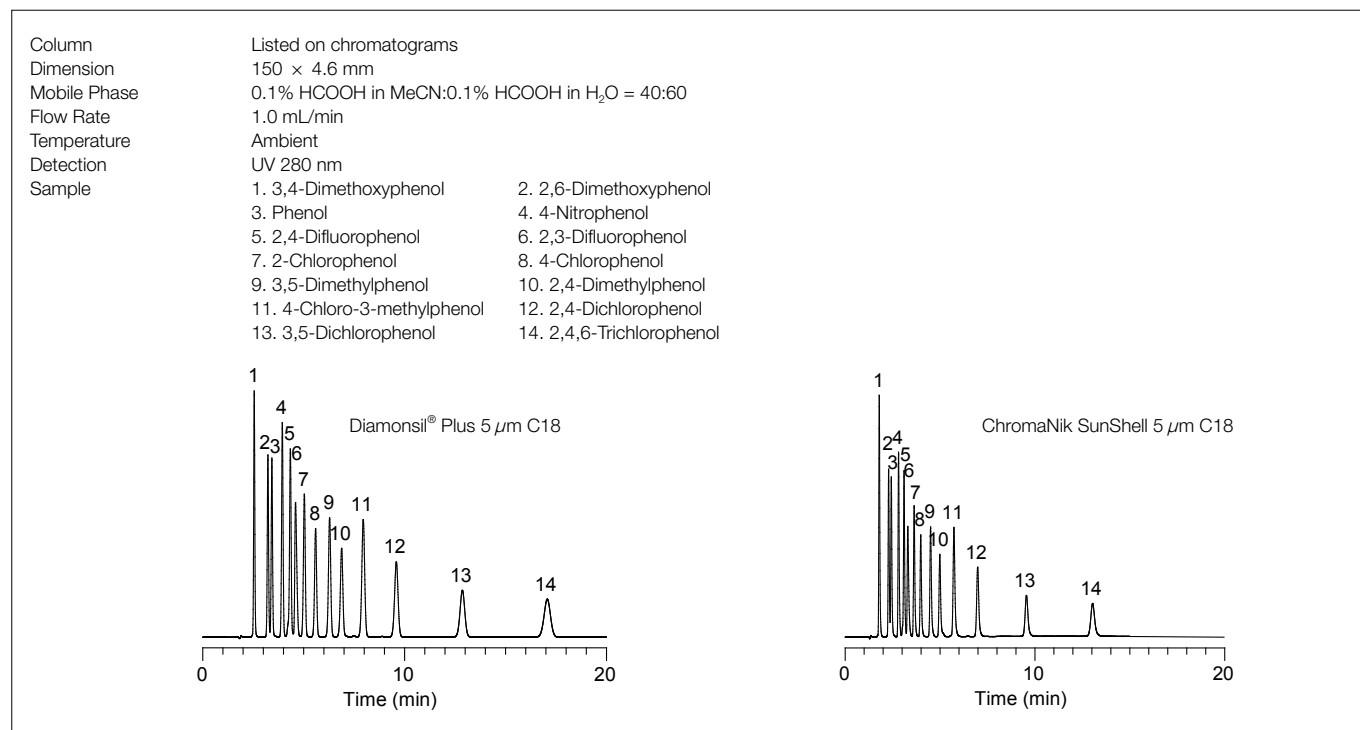 Column Listed on chromatograms
Dimension 150 × 4.6 mm
Mobile Phase 0.1% HCOOH in MeCN:0.1% HCOOH in H₂O = 40:60
Flow Rate 1.0 mL/min
Temperature Ambient
Detection UV 280 nm
Sample 1. 3,4-Dimethoxyphenol 2. 2,6-Dimethoxyphenol
3. Phenol 4. 4-Nitrophenol
5. 2,4-Difluorophenol 6. 2,3-Difluorophenol
7. 2-Chlorophenol 8. 4-Chlorophenol
9. 3,5-Dimethylphenol 10. 2,4-Dimethylphenol
11. 4-Chloro-3-methylphenol 12. 2,4-Dichlorophenol
13. 3,5-Dichlorophenol 14. 2,4,6-Trichlorophenol
Diamonsil® Plus 5 μm C18
1 2 3 4 5 6 7 8 9 10 11 12 13 14
0 10 20
Time (min)
ChromaNik SunShell 5 μm C18
1 2 3 4 5 6 7 8 9 10 11 12 13 14
0 10 20
Time (min)